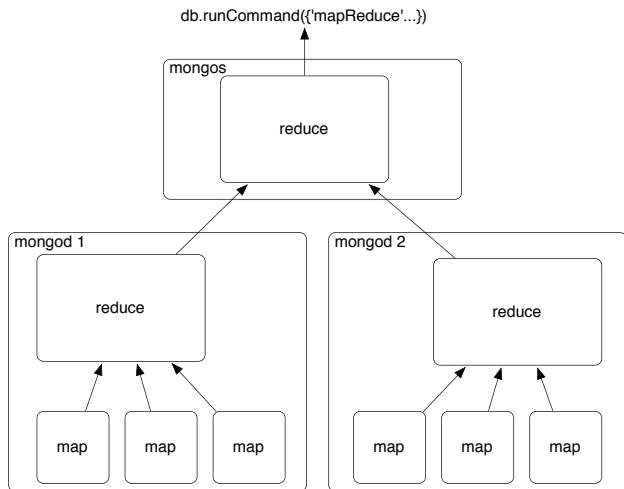 db.runCommand({'mapReduce'...})
mongos
reduce
mongod 1
reduce
map
map
map
mongod 2
reduce
map
map
map